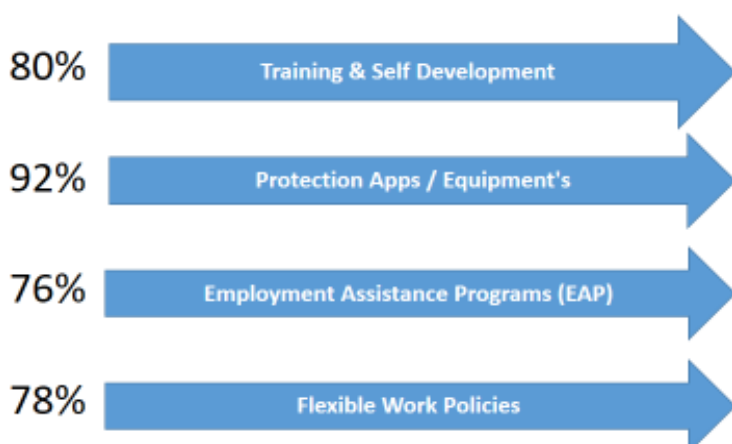 80% Training & Self Development
92% Protection Apps / Equipment's
76% Employment Assistance Programs (EAP)
78% Flexible Work Policies